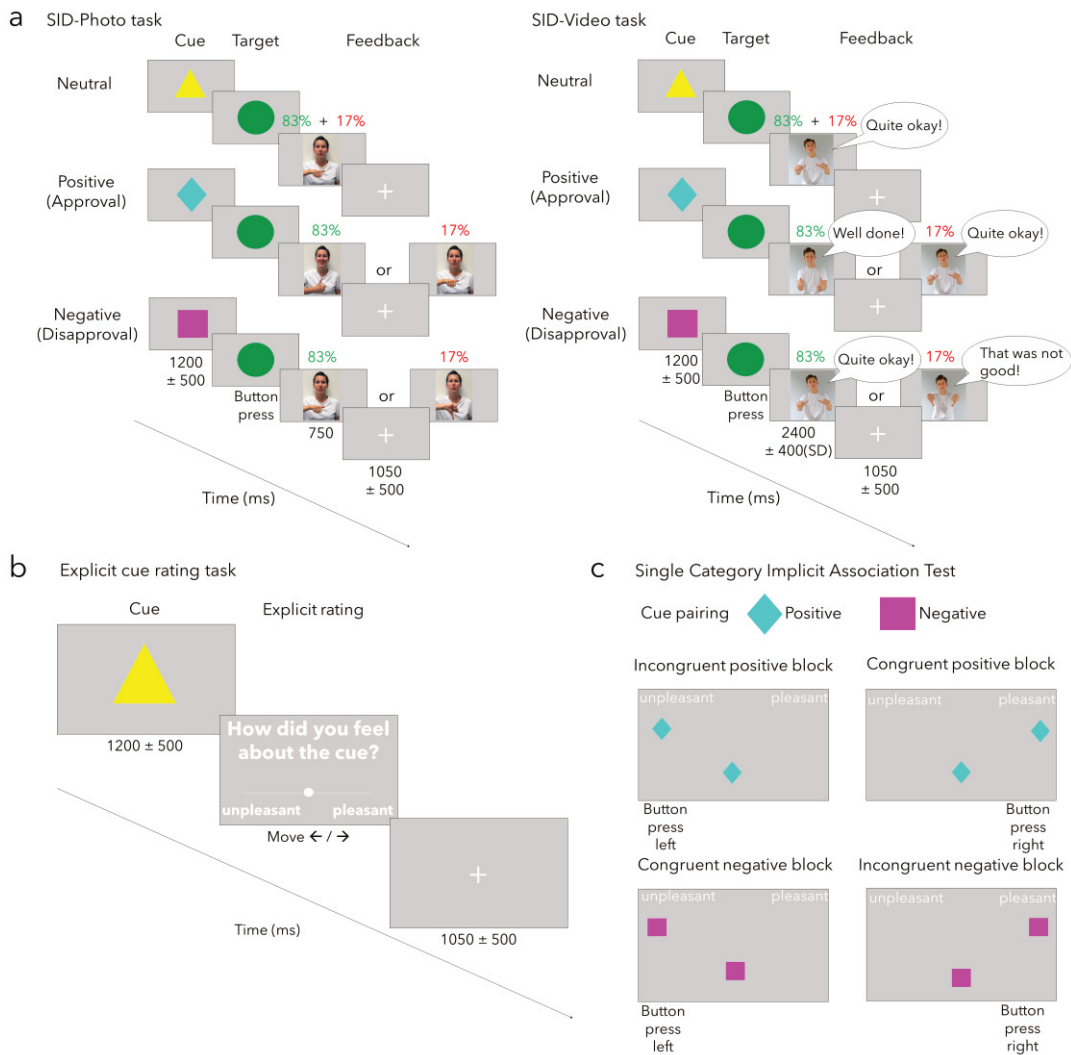 a
SID-Photo task
Cue
Target
Feedback
Neutral
83% + 17%
Positive
(Approval)
83%
17%
or
Negative
(Disapproval)
1200
± 500
83%
17%
Button
press
or
750
1050
± 500
Time (ms)
SID-Video task
Cue
Target
Feedback
Neutral
83% + 17%
Quite okay!
Positive
(Approval)
83%
Well done!
17%
Quite okay!
or
Negative
(Disapproval)
1200
± 500
83%
Quite okay!
17%
That was not
good!
Button
press
or
2400
± 400(SD)
1050
± 500
Time (ms)
b
Explicit cue rating task
Cue
Explicit rating
1200 ± 500
How did you feel
about the cue?
unpleasant
pleasant
Move ← / →
1050 ± 500
Time (ms)
c
Single Category Implicit Association Test
Cue pairing
Positive
Negative
Incongruent positive block
unpleasant
pleasant
Button
press
left
Congruent positive block
unpleasant
pleasant
Button
press
right
Congruent negative block
unpleasant
pleasant
Button
press
left
Incongruent negative block
unpleasant
pleasant
Button
press
right